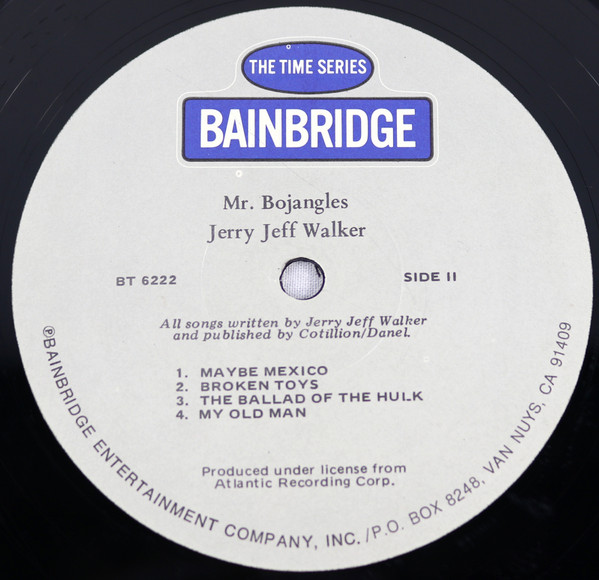 THE TIME SERIES
BAINBRIDGE
Mr. Bojangles
Jerry Jeff Walker
BT 6222
SIDE II
All songs written by Jerry Jeff Walker
and published by Cotillion/Danel.
1. MAYBE MEXICO
2. BROKEN TOYS
3. THE BALLAD OF THE HULK
4. MY OLD MAN
Produced under license from
Atlantic Recording Corp.
℗BAINBRIDGE ENTERTAINMENT COMPANY, INC. /P.O. BOX 8248, VAN NUYS, CA 91409